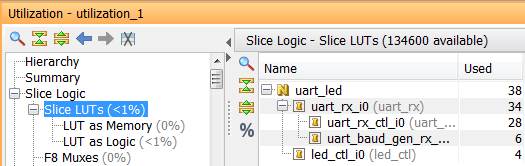 Utilization - utilization_1
Hierarchy
Summary
Slice Logic
Slice LUTs (<1%)
LUT as Memory (0%)
LUT as Logic (<1%)
F8 Muxes (0%)
Slice Logic - Slice LUTs (134600 available)
Name Used
uart_led 38
uart_rx_i0 (uart_rx) 34
uart_rx_ctl_i0 (uart_... 28
uart_baud_gen_rx_... 6
led_ctl_i0 (led_ctl) 4
%